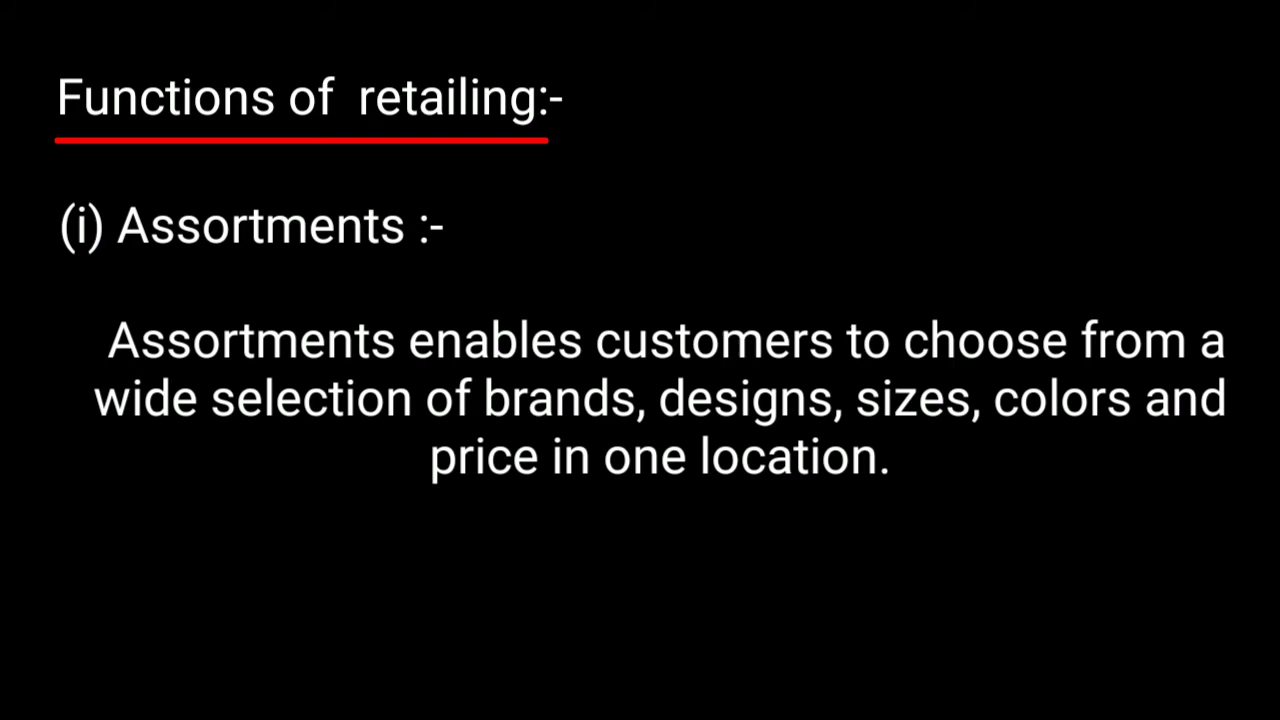 Functions of  retailing:-
(i) Assortments :-
Assortments enables customers to choose from a
wide selection of brands, designs, sizes, colors and
price in one location.